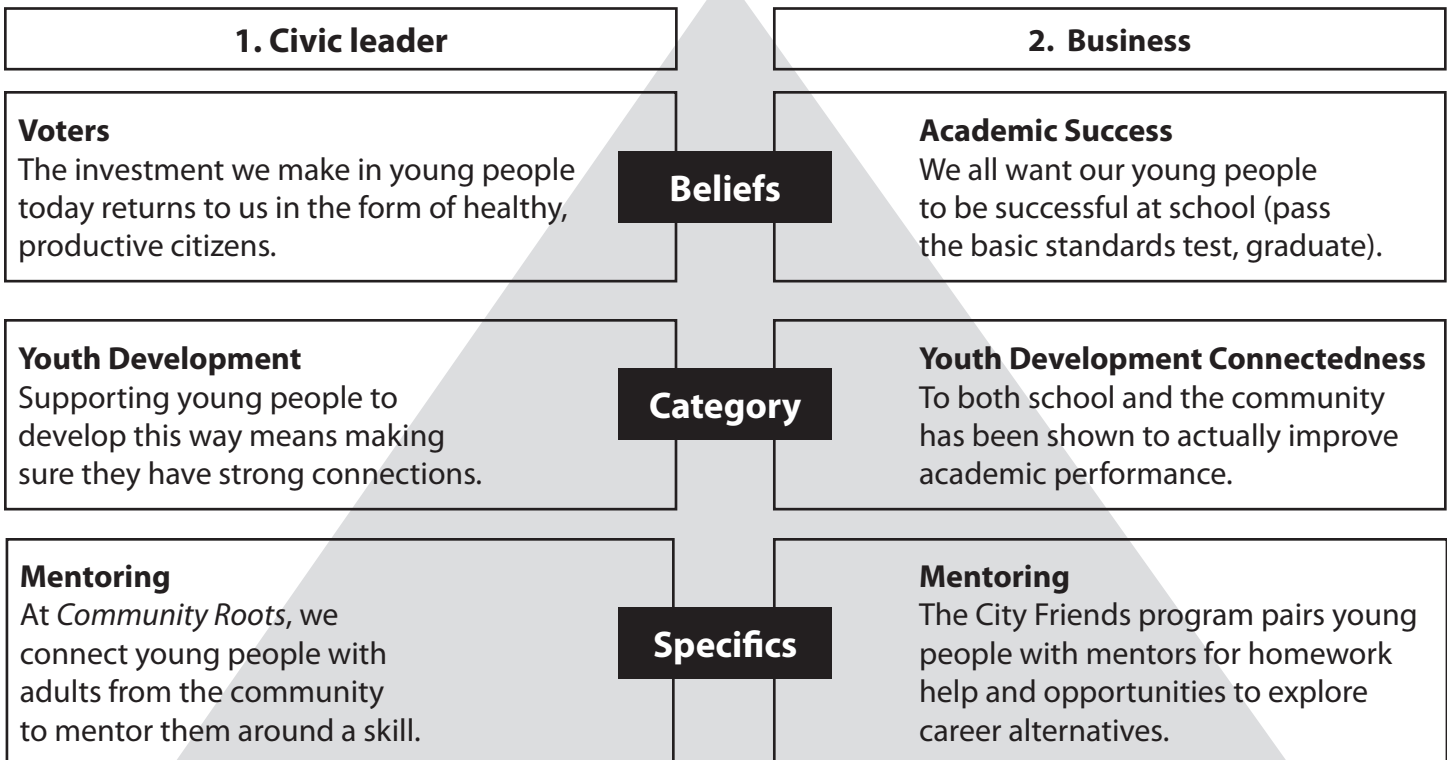 1. Civic leader
2. Business
Voters
The investment we make in young people
today returns to us in the form of healthy,
productive citizens.
Beliefs
Academic Success
We all want our young people
to be successful at school (pass
the basic standards test, graduate).
Youth Development
Supporting young people to
develop this way means making
sure they have strong connections.
Category
Youth Development Connectedness
To both school and the community
has been shown to actually improve
academic performance.
Mentoring
At Community Roots, we
connect young people with
adults from the community
to mentor them around a skill.
Specifics
Mentoring
The City Friends program pairs young
people with mentors for homework
help and opportunities to explore
career alternatives.